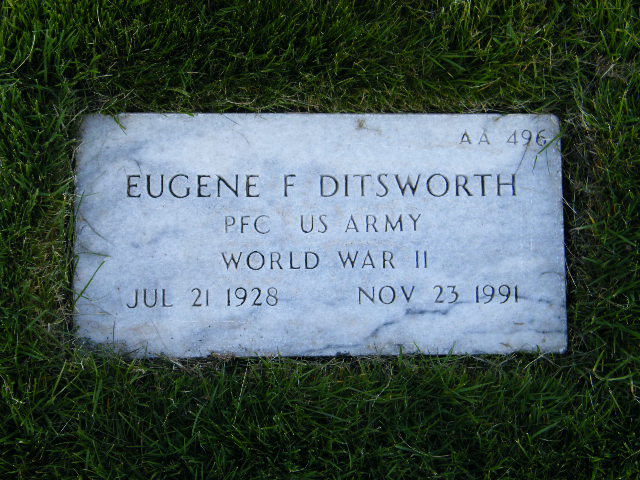 AA 496
EUGENE F DITSWORTH
PFC US ARMY
WORLD WAR II
JUL 21 1928 NOV 23 1991